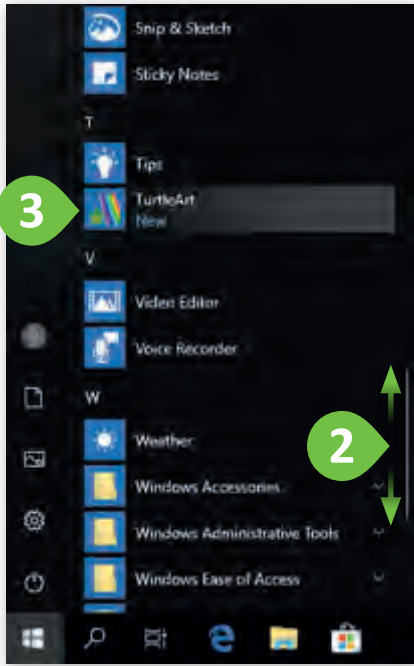 Snip & Sketch
Sticky Notes
T
Tips
3
TurtleArt
New
V
Video Editor
Voice Recorder
W
Weather
2
Windows Accessories
Windows Administrative Tools
Windows Ease of Access